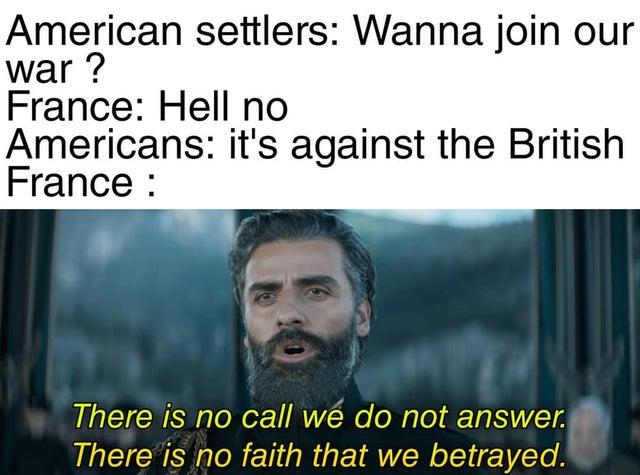 American settlers: Wanna join our
war ?
France: Hell no
Americans: it's against the British
France :
There is no call we do not answer.
There is no faith that we betrayed.